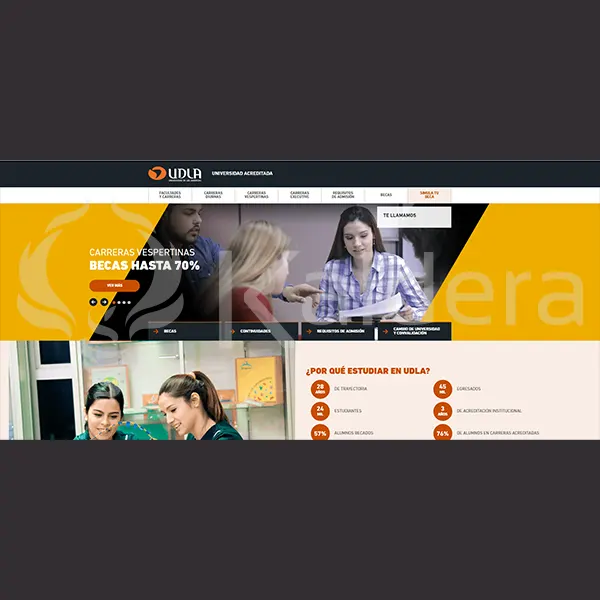 UDLA
UNIVERSIDAD DE LAS AMÉRICAS
UNIVERSIDAD ACREDITADA
FACULTADES
Y CARRERAS
CARRERAS
DIURNAS
CARRERAS
VESPERTINAS
CARRERAS
EXECUTIVE
REQUISITOS
DE ADMISIÓN
BECAS
SIMULA TU
BECA
TE LLAMAMOS
CARRERAS VESPERTINAS
BECAS HASTA 70%
VER MÁS
Kaldera
BECAS
CONTINUIDADES
REQUISITOS DE ADMISIÓN
CAMBIO DE UNIVERSIDAD
Y CONVALIDACIÓN
¿POR QUÉ ESTUDIAR EN UDLA?
28
AÑOS
DE TRAYECTORIA
45
MIL
EGRESADOS
24
MIL
ESTUDIANTES
3
AÑOS
DE ACREDITACIÓN INSTITUCIONAL
57%
ALUMNOS BECADOS
76%
DE ALUMNOS EN CARRERAS ACREDITADAS